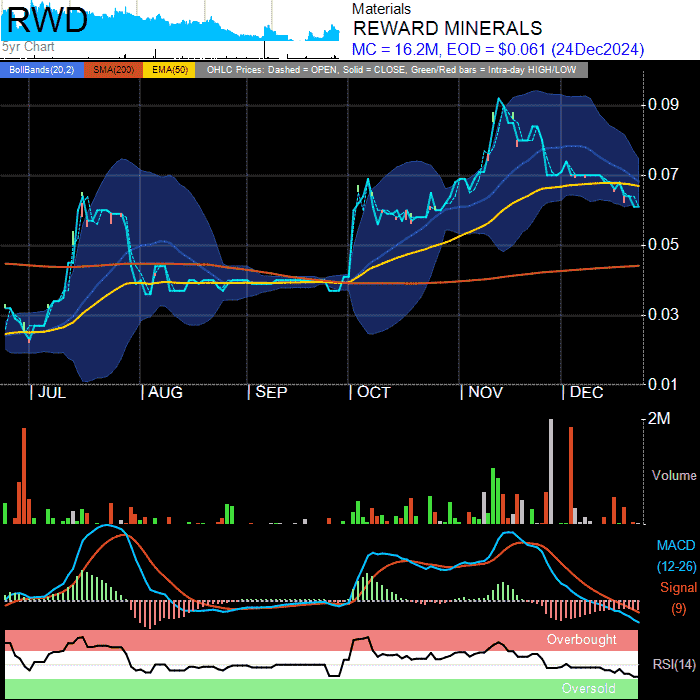 RWD
5yr Chart
Materials
REWARD MINERALS
MC = 16.2M, EOD = $0.061 (24Dec2024)
BollBands(20,2) SMA(200) EMA(50) OHLC Prices: Dashed = OPEN, Solid = CLOSE, Green/Red bars = Intra-day HIGH/LOW
0.09
0.07
0.05
0.03
0.01
JUL AUG SEP OCT NOV DEC
2M
Volume
MACD
(12-26)
Signal
(9)
Overbought
RSI(14)
Oversold